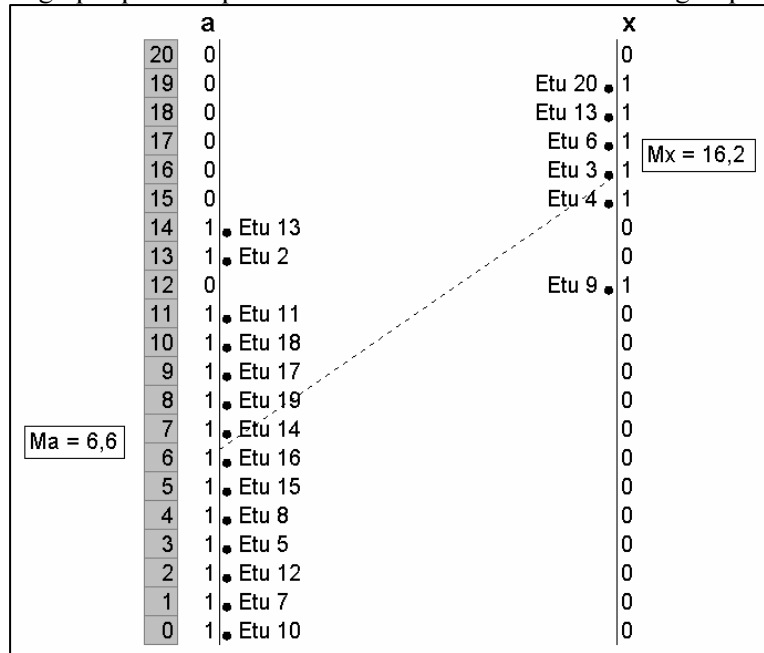 a x
20 0 0
19 0 Etu 20 1
18 0 Etu 13 1
17 0 Etu 6 1
Mx = 16,2
16 0 Etu 3 1
15 0 Etu 4 1
14 1 Etu 13 0
13 1 Etu 2 0
12 0 Etu 9 1
11 1 Etu 11 0
10 1 Etu 18 0
9 1 Etu 17 0
8 1 Etu 19 0
7 1 Etu 14 0
Ma = 6,6
6 1 Etu 16 0
5 1 Etu 15 0
4 1 Etu 8 0
3 1 Etu 5 0
2 1 Etu 12 0
1 1 Etu 7 0
0 1 Etu 10 0